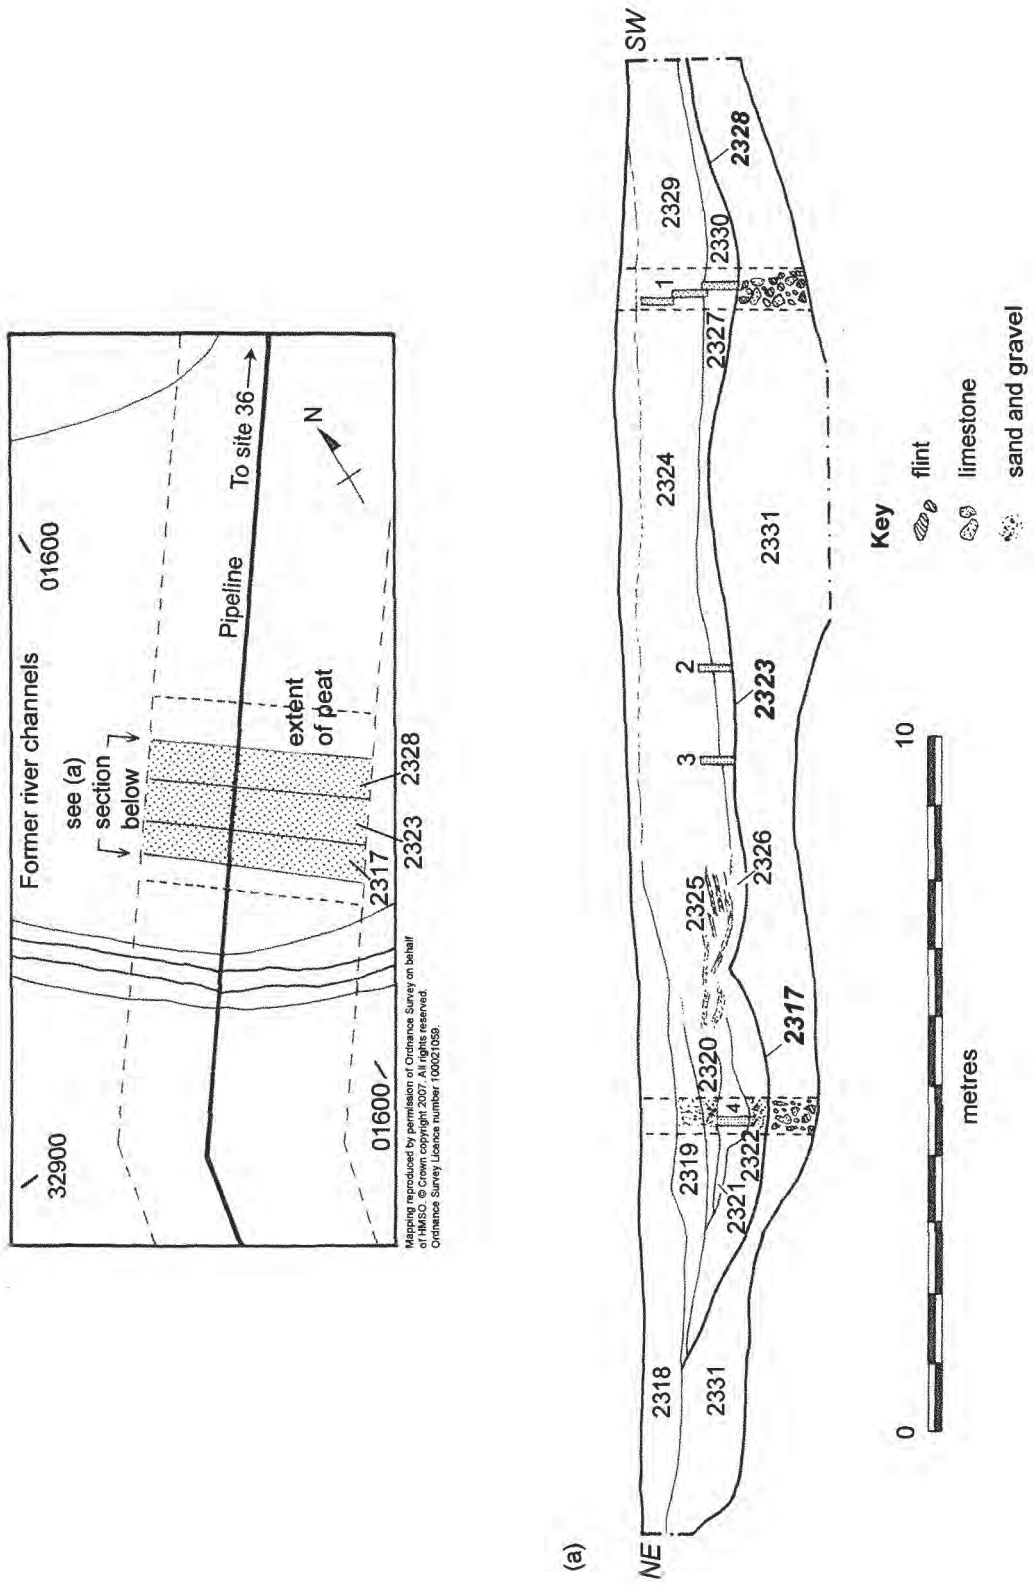 Former river channels
32900
01600
see (a)
section
below
Pipeline
To site 36
N
extent
of peat
2317
2323
2328
01600
Mapping reproduced by permission of Ordnance Survey on behalf
of HMSO. © Crown copyright 2007. All rights reserved.
Ordnance Survey Licence number 100021059.
(a)
NE
SW
2318
2319
2320
2321
2322
4
2317
2331
2325
2326
3
2
2323
2324
2331
2327
1
2329
2330
2328
0
10
metres
Key
flint
limestone
sand and gravel